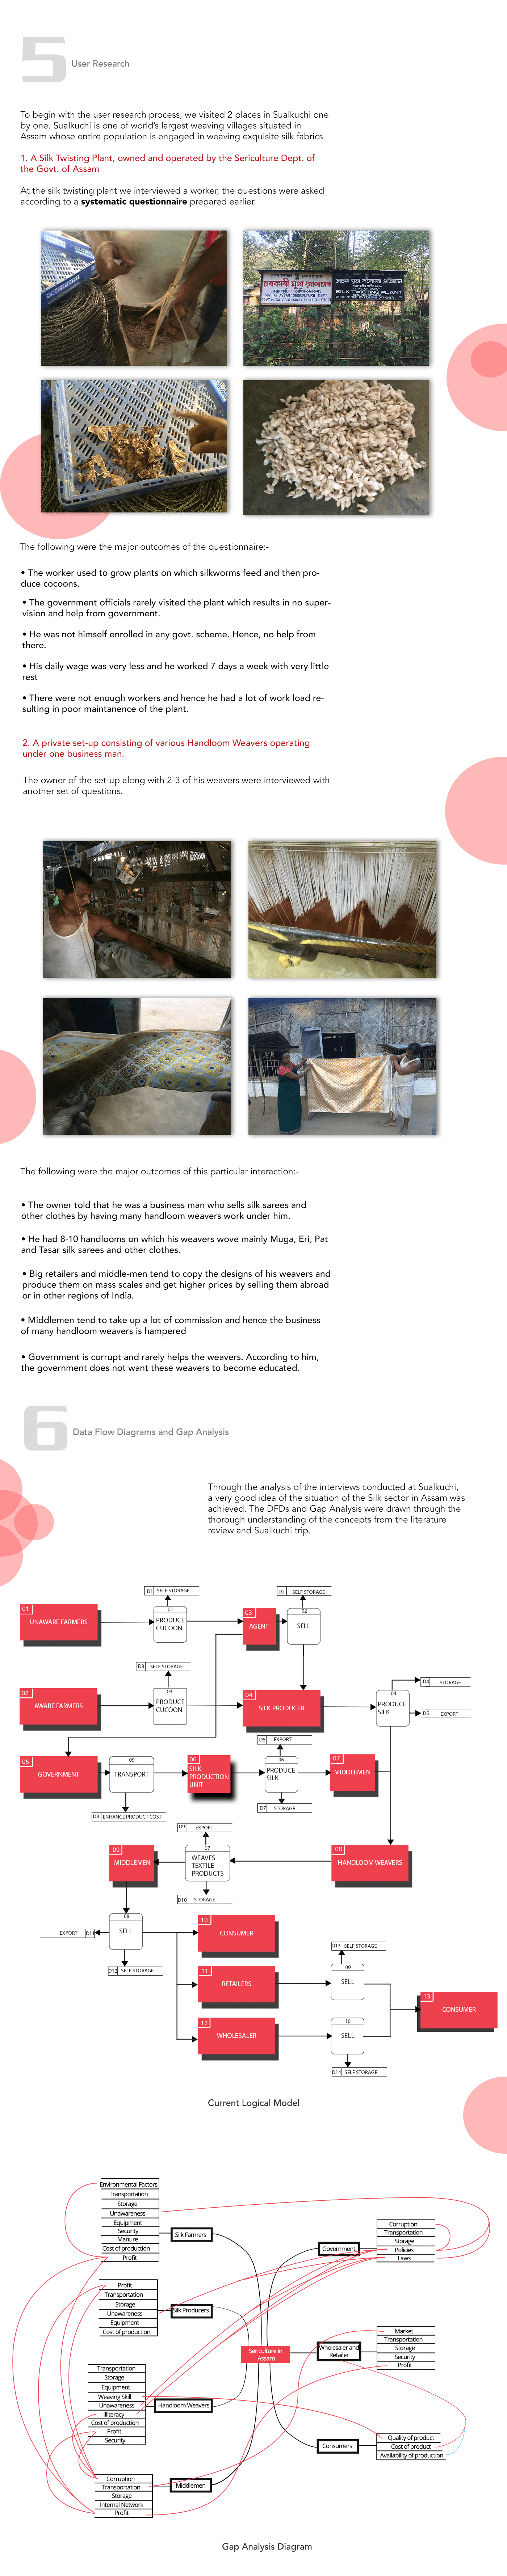 5
User Research
To begin with the user research process, we visited 2 places in Sualkuchi one
by one. Sualkuchi is one of world's largest weaving villages situated in
Assam whose entire population is engaged in weaving exquisite silk fabrics.
1. A Silk Twisting Plant, owned and operated by the Sericulture Dept. of
the Govt. of Assam
At the silk twisting plant we interviewed a worker, the questions were asked
according to a systematic questionnaire prepared earlier.
SILK TWISTING PLANT
The following were the major outcomes of the questionnaire:-
• The worker used to grow plants on which silkworms feed and then pro-
duce cocoons.
• The government officials rarely visited the plant which results in no super-
vision and help from government.
• He was not himself enrolled in any govt. scheme. Hence, no help from
there.
• His daily wage was very less and he worked 7 days a week with very little
rest
• There were not enough workers and hence he had a lot of work load re-
sulting in poor maintanence of the plant.
2. A private set-up consisting of various Handloom Weavers operating
under one business man.
The owner of the set-up along with 2-3 of his weavers were interviewed with
another set of questions.
The following were the major outcomes of this particular interaction:-
• The owner told that he was a business man who sells silk sarees and
other clothes by having many handloom weavers work under him.
• He had 8-10 handlooms on which his weavers wove mainly Muga, Eri, Pat
and Tasar silk sarees and other clothes.
• Big retailers and middle-men tend to copy the designs of his weavers and
produce them on mass scales and get higher prices by selling them abroad
or in other regions of India.
• Middlemen tend to take up a lot of commission and hence the business
of many handloom weavers is hampered
• Government is corrupt and rarely helps the weavers. According to him,
the government does not want these weavers to become educated.
6
Data Flow Diagrams and Gap Analysis
Through the analysis of the interviews conducted at Sualkuchi,
a very good idea of the situation of the Silk sector in Assam was
achieved. The DFDs and Gap Analysis were drawn through the
thorough understanding of the concepts from the literature
review and Sualkuchi trip.
D1 SELF STORAGE
D2 SELF STORAGE
01
UNAWARE FARMERS
01
PRODUCE
CUCOON
03
AGENT
02
SELL
D3 SELF STORAGE
02
AWARE FARMERS
03
PRODUCE
CUCOON
04
SILK PRODUCER
04
PRODUCE
SILK
D4 STORAGE
D5 EXPORT
D6 EXPORT
05
GOVERNMENT
05
TRANSPORT
06
SILK
PRODUCTION
UNIT
06
PRODUCE
SILK
07
MIDDLEMEN
D7 STORAGE
D8 ENHANCE PRODUCT COST
D9 EXPORT
09
MIDDLEMEN
07
WEAVES
TEXTILE
PRODUCTS
08
HANDLOOM WEAVERS
D10 STORAGE
08
SELL
EXPORT D11
D12 SELF STORAGE
10
CONSUMER
11
RETAILERS
12
WHOLESALER
D13 SELF STORAGE
09
SELL
10
SELL
D14 SELF STORAGE
13
CONSUMER
Current Logical Model
Environmental Factors
Transportation
Storage
Unawareness
Equipment
Security
Manure
Cost of production
Profit
Silk Farmers
Profit
Transportation
Storage
Unawareness
Equipment
Cost of production
Silk Producers
Transportation
Storage
Equipment
Weaving Skill
Unawareness
Illiteracy
Cost of production
Profit
Security
Handloom Weavers
Corruption
Transportation
Storage
Internal Network
Profit
Middlemen
Sericulture in
Assam
Government
Corruption
Transportation
Storage
Policies
Laws
Wholesaler and
Retailer
Market
Transportation
Storage
Security
Profit
Consumers
Quality of product
Cost of product
Availability of production
Gap Analysis Diagram